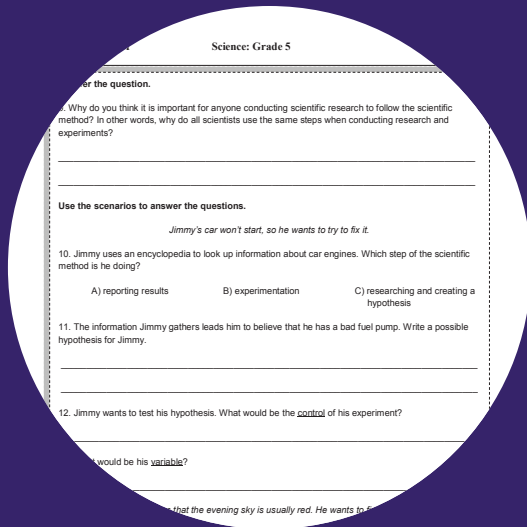 Science: Grade 5
the question.
Why do you think it is important for anyone conducting scientific research to follow the scientific
method? In other words, why do all scientists use the same steps when conducting research and
experiments?
Use the scenarios to answer the questions.
Jimmy's car won't start, so he wants to try to fix it.
10. Jimmy uses an encyclopedia to look up information about car engines. Which step of the scientific
method is he doing?
A) reporting results B) experimentation C) researching and creating a
hypothesis
11. The information Jimmy gathers leads him to believe that he has a bad fuel pump. Write a possible
hypothesis for Jimmy.
12. Jimmy wants to test his hypothesis. What would be the control of his experiment?
would be his variable?
that the evening sky is usually red. He wants to